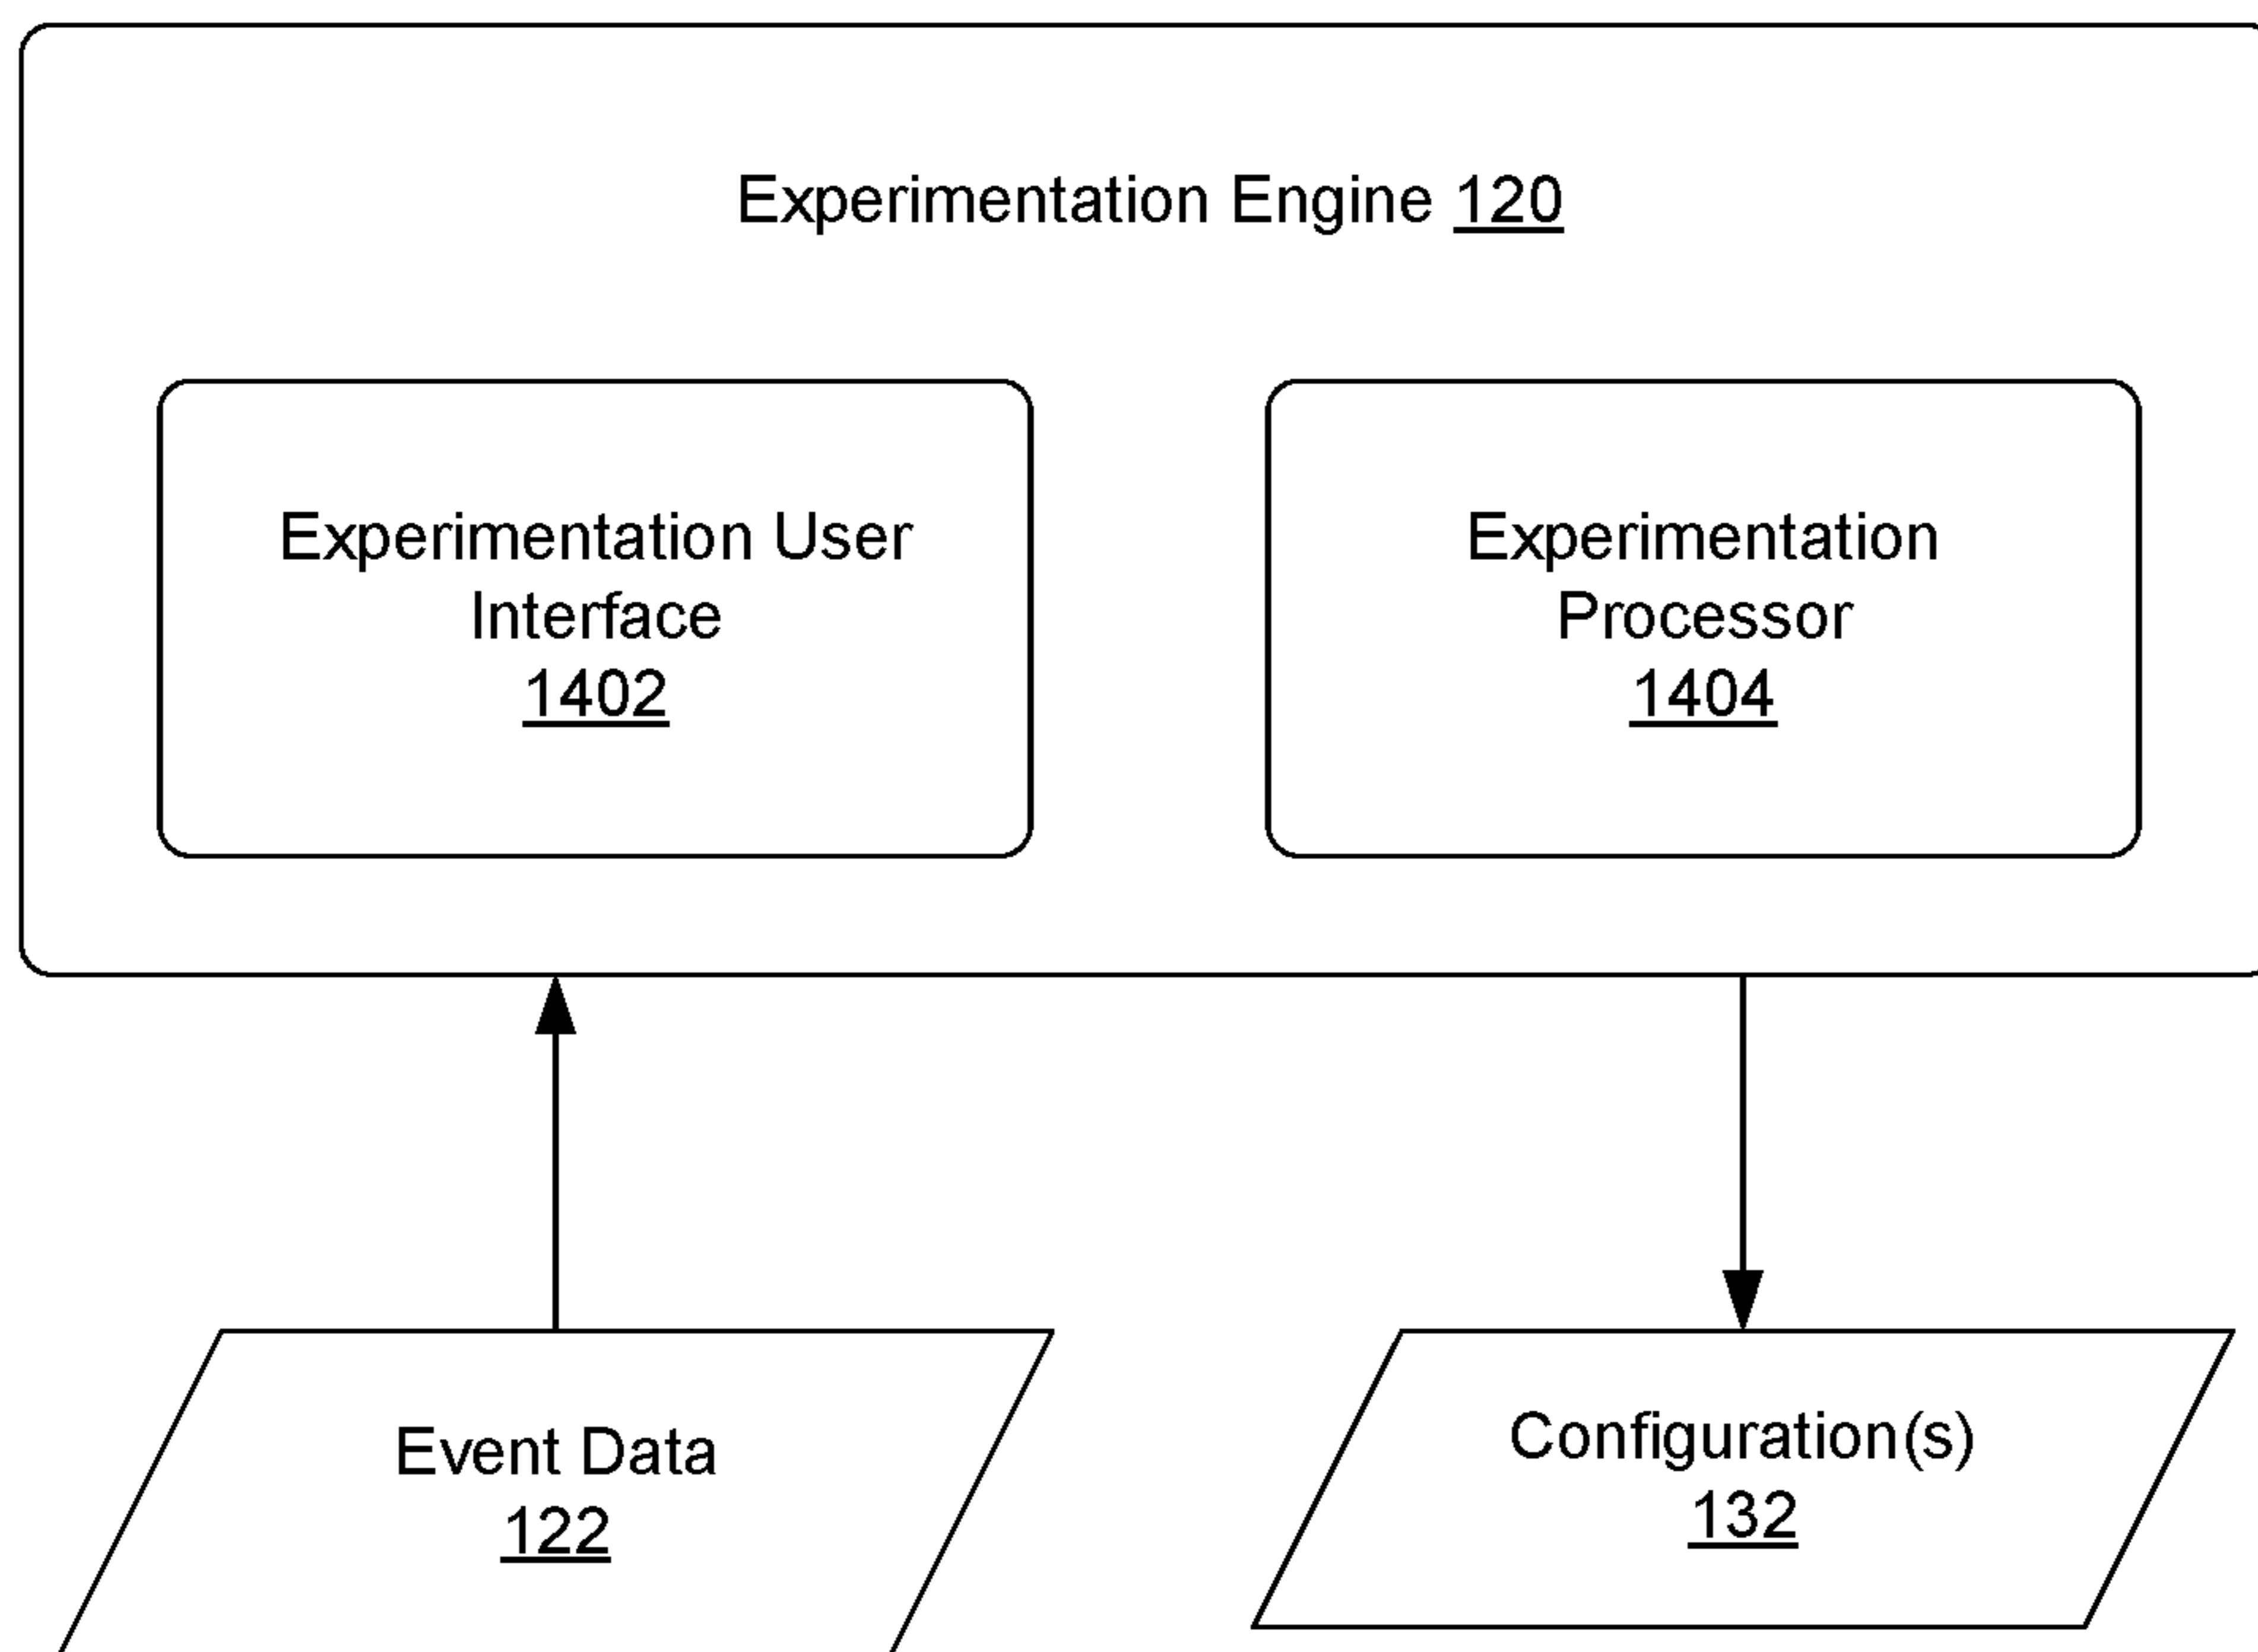 Experimentation Engine 120
Experimentation User
Interface
1402
Experimentation
Processor
1404
Event Data
122
Configuration(s)
132